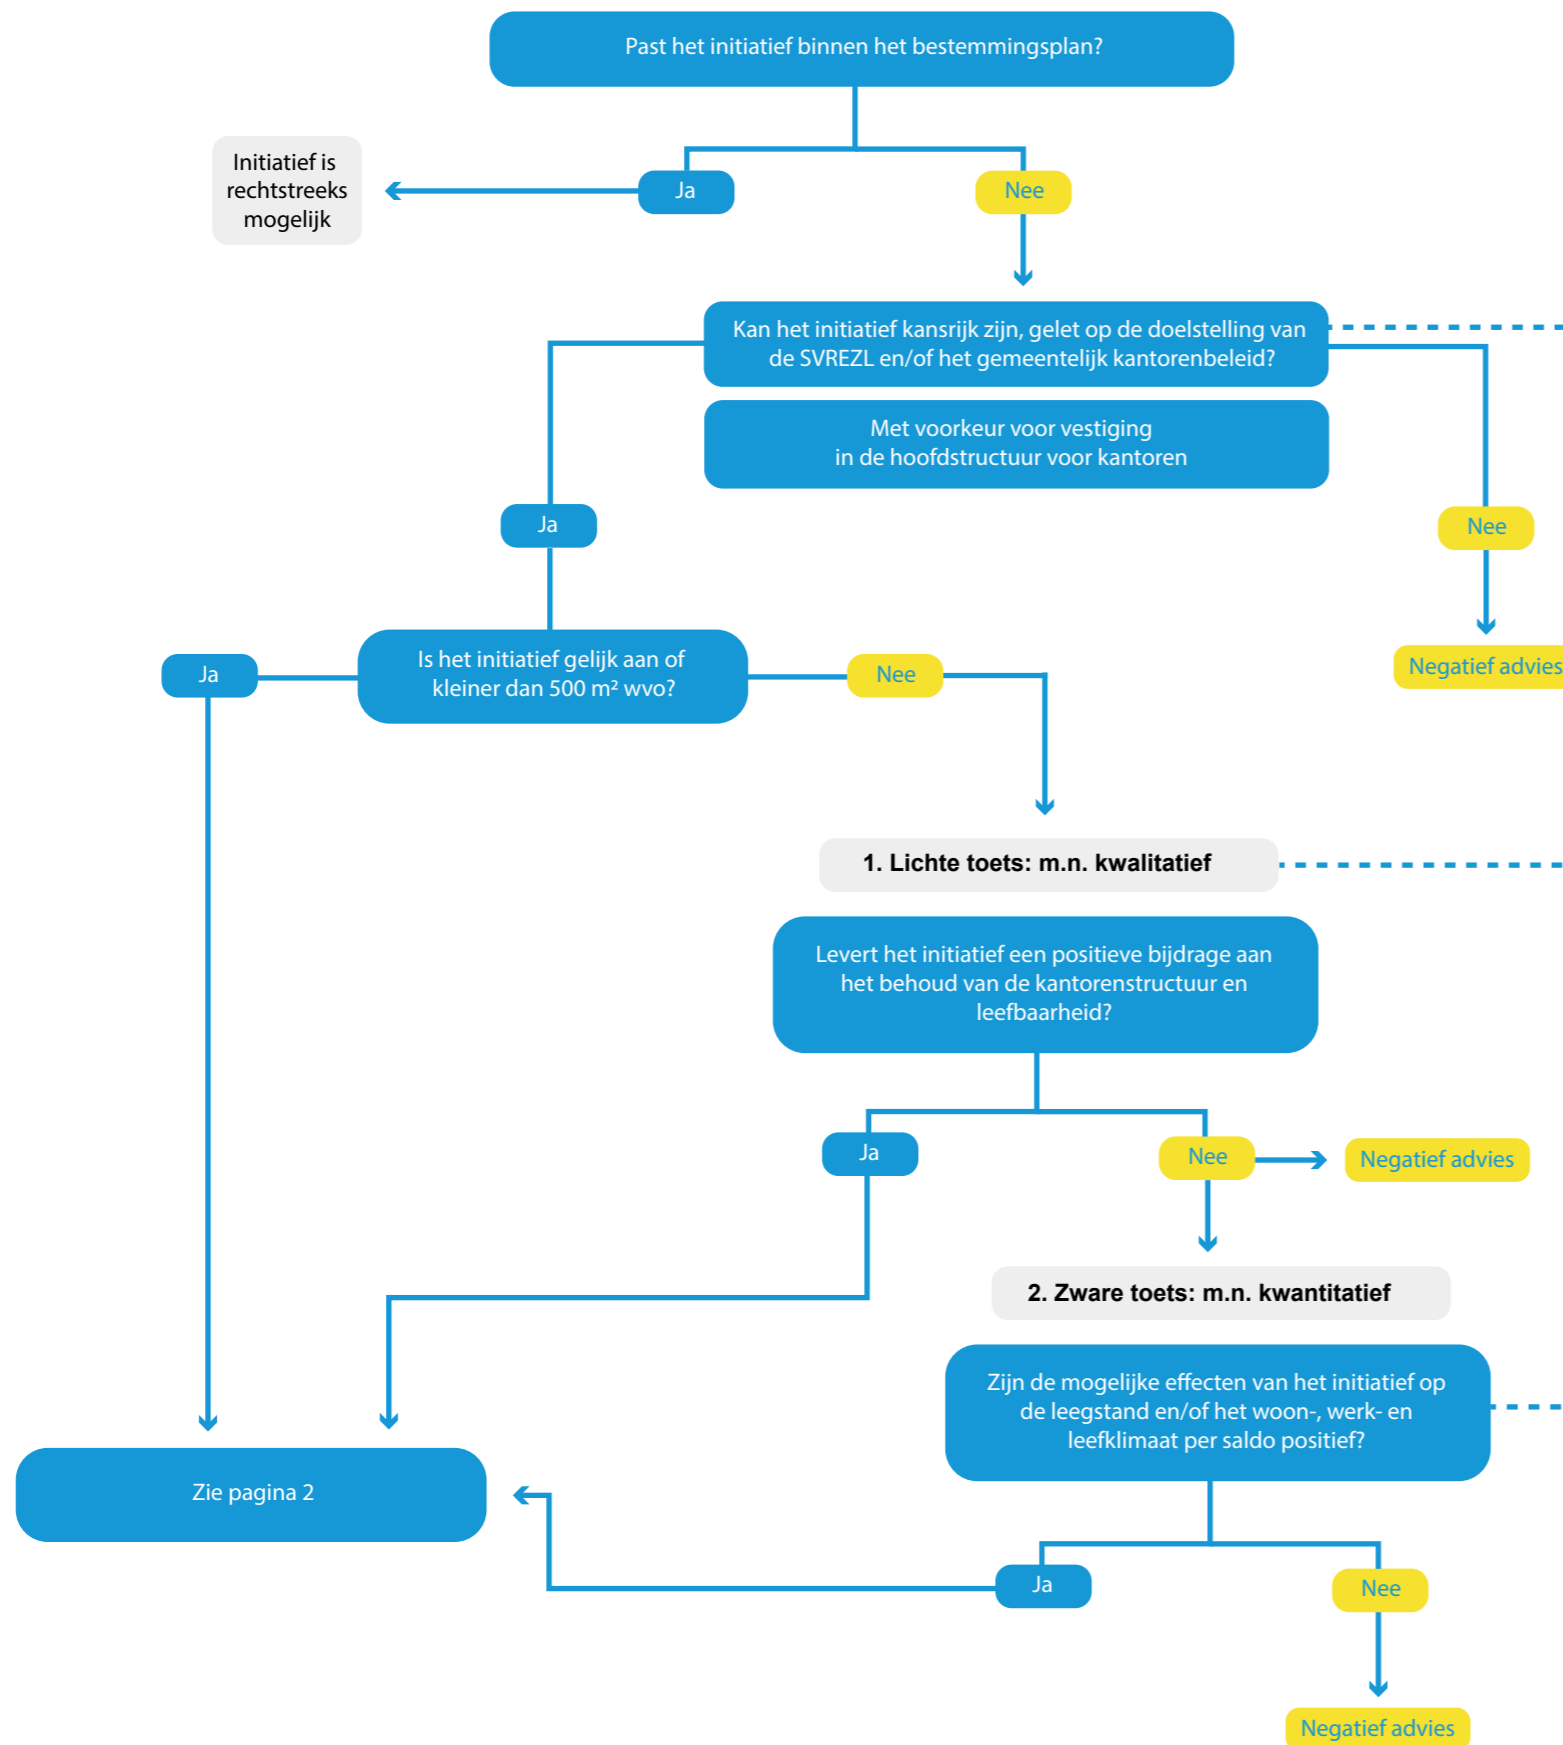 Past het initiatief binnen het bestemmingsplan?
Initiatief is
rechtstreeks
mogelijk
Ja
Nee
Kan het initiatief kansrijk zijn, gelet op de doelstelling van
de SVREZL en/of het gemeentelijk kantorenbeleid?
Met voorkeur voor vestiging
in de hoofdstructuur voor kantoren
Ja
Nee
Negatief advies
Ja
Is het initiatief gelijk aan of
kleiner dan 500 m² wvo?
Nee
1. Lichte toets: m.n. kwalitatief
Levert het initiatief een positieve bijdrage aan
het behoud van de kantorenstructuur en
leefbaarheid?
Ja
Nee
Negatief advies
2. Zware toets: m.n. kwantitatief
Zijn de mogelijke effecten van het initiatief op
de leegstand en/of het woon-, werk- en
leefklimaat per saldo positief?
Zie pagina 2
Ja
Nee
Negatief advies